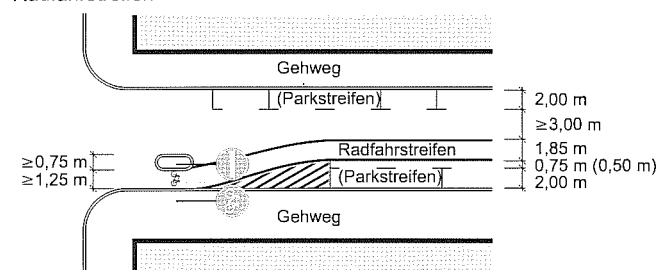 Gehweg
(Parkstreifen)
2,00 m
≥3,00 m
Radfahrstreifen
1,85 m
≥0,75 m
0,75 m (0,50 m)
≥1,25 m
(Parkstreifen)
2,00 m
Gehweg